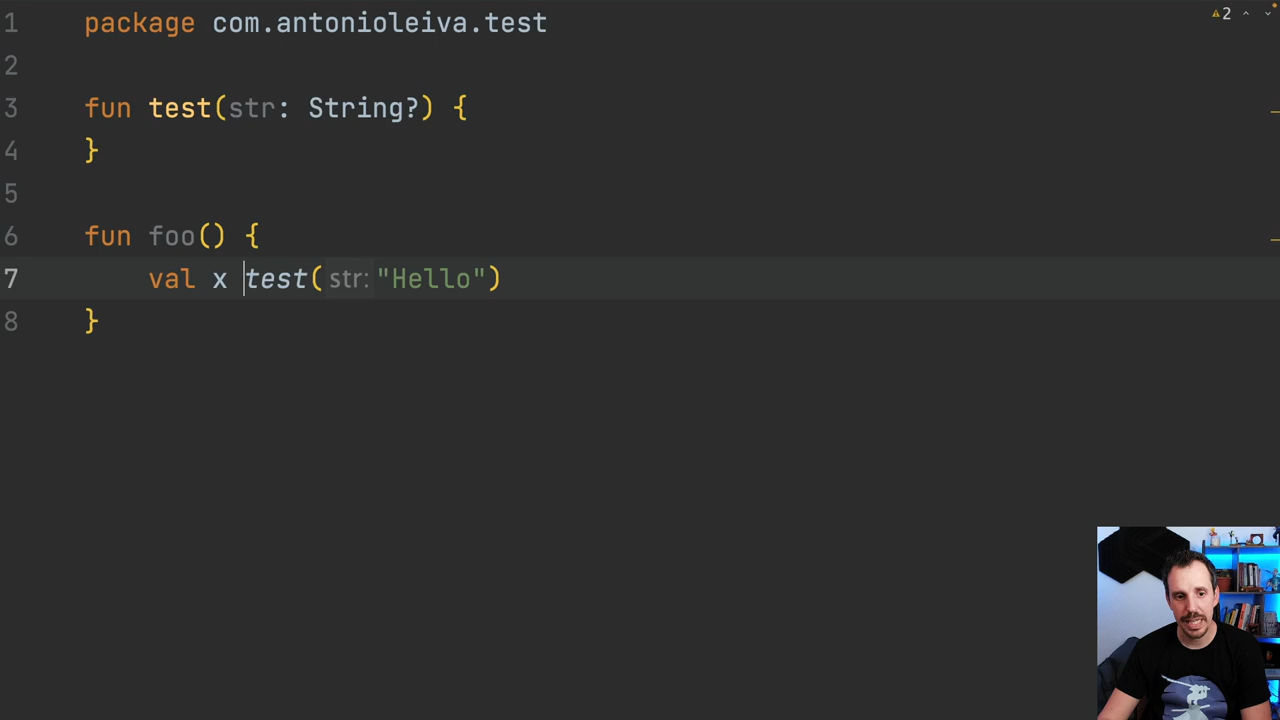 2
1 package com.antonioleiva.test
2
3 fun test(str: String?) {
4 }
5
6 fun foo() {
7 val x test( str: "Hello")
8 }